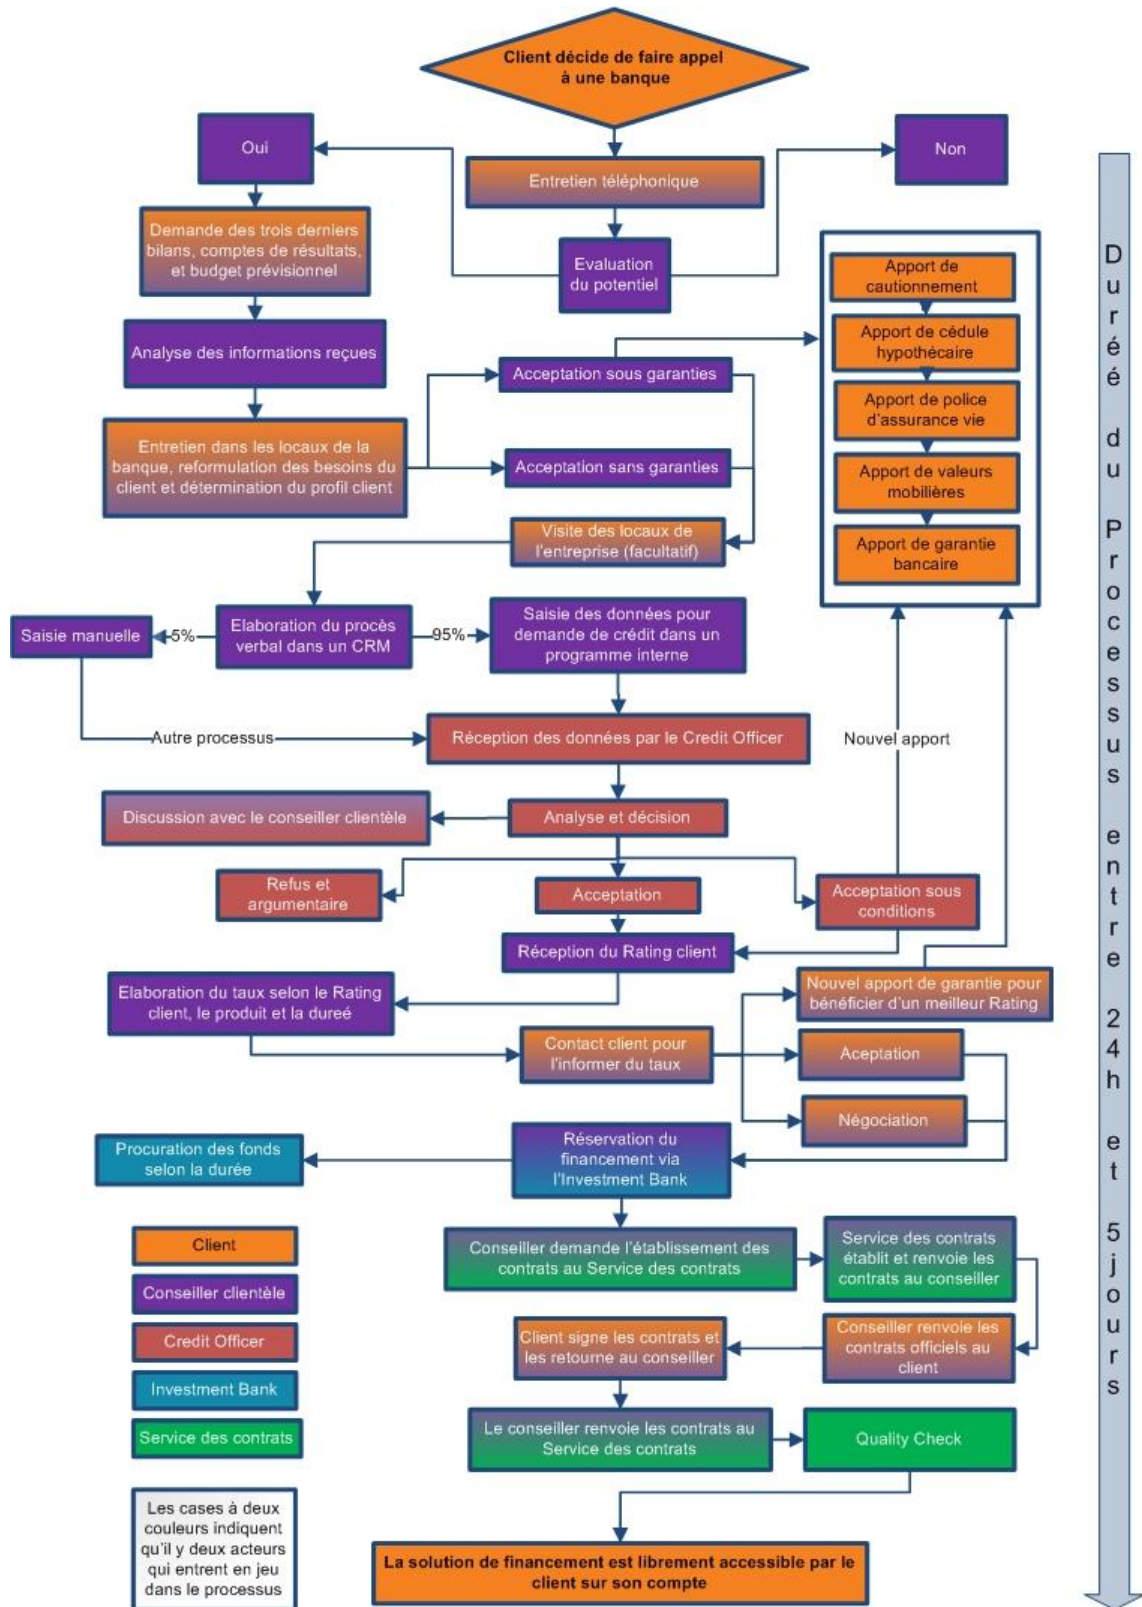 Client décide de faire appel
à une banque
Oui
Non
Entretien téléphonique
Demande des trois derniers
bilans, comptes de résultats,
et budget prévisionnel
Evaluation
du potentiel
Apport de
cautionnement
Apport de cédule
hypothécaire
Analyse des informations reçues
Acceptation sous garanties
Apport de police
d'assurance vie
Entretien dans les locaux de la
banque, reformulation des besoins du
client et détermination du profil client
Acceptation sans garanties
Apport de valeurs
mobilières
Visite des locaux de
l'entreprise (facultatif)
Apport de garantie
bancaire
Saisie manuelle
5%
Elaboration du procès
verbal dans un CRM
95%
Saisie des données pour
demande de crédit dans un
programme interne
Autre processus
Réception des données par le Credit Officer
Nouvel apport
Discussion avec le conseiller clientèle
Analyse et décision
Refus et
argumentaire
Acceptation
Acceptation sous
conditions
Réception du Rating client
Elaboration du taux selon le Rating
client, le produit et la dureé
Nouvel apport de garantie pour
bénéficier d'un meilleur Rating
Contact client pour
l'informer du taux
Aceptation
Négociation
Procuration des fonds
selon la durée
Réservation du
financement via
l'Investment Bank
Client
Conseiller demande l'établissement des
contrats au Service des contrats
Service des contrats
établit et renvoie les
contrats au conseiller
Conseiller clientèle
Credit Officer
Client signe les contrats et
les retourne au conseiller
Conseiller renvoie les
contrats officiels au
client
Investment Bank
Service des contrats
Le conseiller renvoie les contrats au
Service des contrats
Quality Check
Les cases à deux
couleurs indiquent
qu'il y deux acteurs
qui entrent en jeu
dans le processus
La solution de financement est librement accessible par le
client sur son compte
Duréé du Processus entre 24h et 5jours